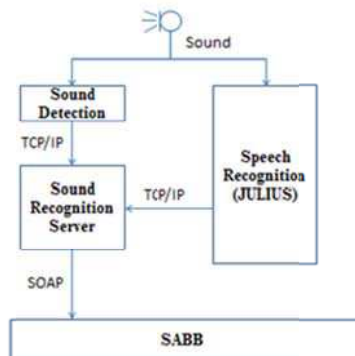 Sound
Sound
Detection
TCP/IP
Speech
Recognition
(JULIUS)
Sound
Recognition
Server
TCP/IP
SOAP
SABB